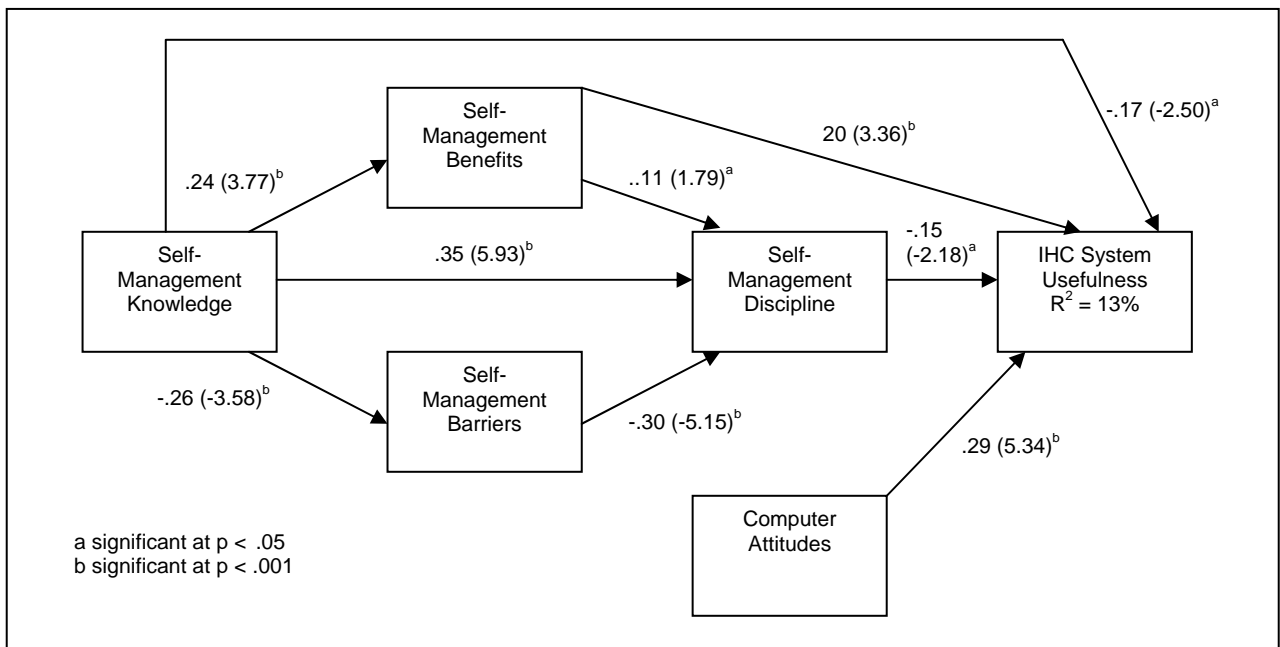 -.17 (-2.50)a
Self-
Management
Benefits
20 (3.36)b
.24 (3.77)b
..11 (1.79)a
Self-
Management
Knowledge
.35 (5.93)b
Self-
Management
Discipline
-.15
(-2.18)a
IHC System
Usefulness
R2 = 13%
-.26 (-3.58)b
Self-
Management
Barriers
-.30 (-5.15)b
.29 (5.34)b
Computer
Attitudes
a significant at p < .05
b significant at p < .001